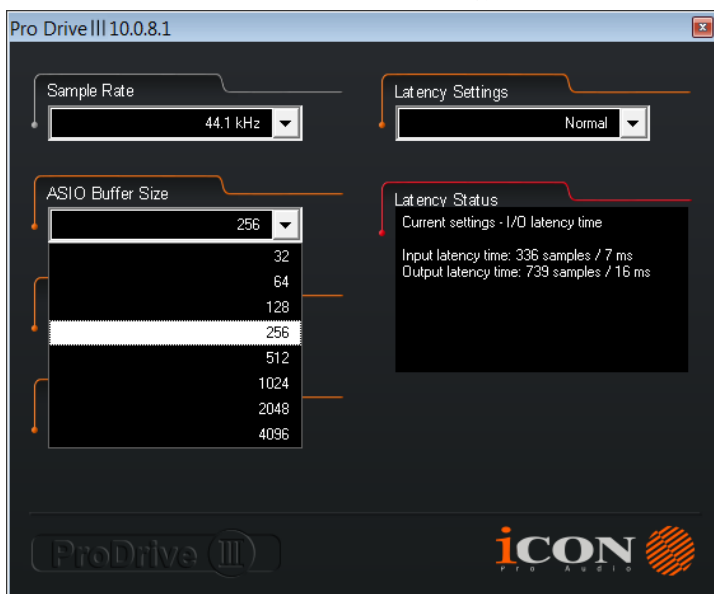 Pro Drive III 10.0.8.1
Sample Rate
44.1 kHz
Latency Settings
Normal
ASIO Buffer Size
256
32
64
128
256
512
1024
2048
4096
Latency Status
Current settings - I/O latency time
Input latency time: 336 samples / 7 ms
Output latency time: 739 samples / 16 ms
ProDrive III
iCON
Pro Audio